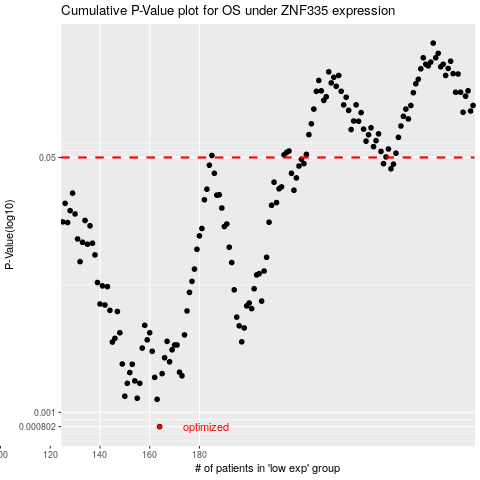 Cumulative P-Value plot for OS under ZNF335 expression
P-Value(log10)
0.05
0.001
0.000802
optimized
00 120 140 160 180
# of patients in 'low exp' group